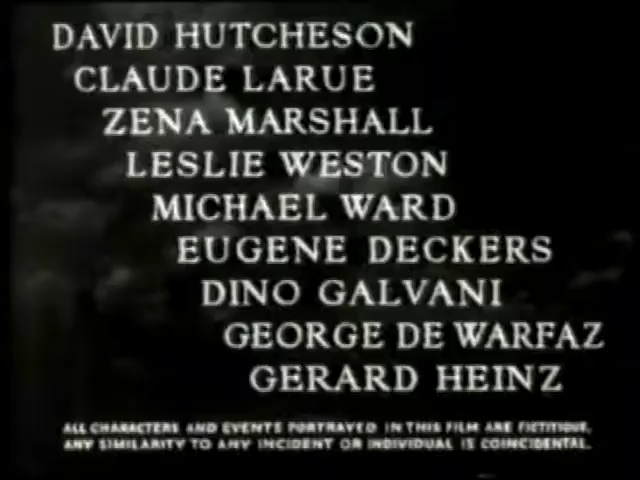 DAVID HUTCHESON
CLAUDE LARUE
ZENA MARSHALL
LESLIE WESTON
MICHAEL WARD
EUGENE DECKERS
DINO GALVANI
GEORGE DE WARFAZ
GERARD HEINZ
ALL CHARACTERS AND EVENTS PORTRAYED IN THIS FILM ARE FICTITIOUS,
ANY SIMILARITY TO ANY INCIDENT OR INDIVIDUAL IS COINCIDENTAL.